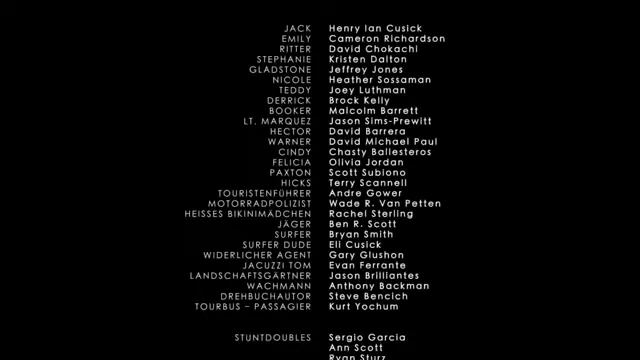 JACK Henry Ian Cusick
EMILY Cameron Richardson
RITTER David Chokachi
STEPHANIE Kristen Dalton
GLADSTONE Jeffrey Jones
NICOLE Heather Sossaman
TEDDY Joey Luthman
DERRICK Brock Kelly
BOOKER Malcolm Barrett
LT. MARQUEZ Jason Sims-Prewitt
HECTOR David Barrera
WARNER David Michael Paul
CINDY Chasty Ballesteros
FELICIA Olivia Jordan
PAXTON Scott Subiono
HICKS Terry Scannell
TOURISTENFÜHRER Andre Gower
MOTORRADPOLIZIST Wade R. Van Petten
HEISSES BIKINIMÄDCHEN Rachel Sterling
JÄGER Ben R. Scott
SURFER Bryan Smith
SURFER DUDE Eli Cusick
WIDERLICHER AGENT Gary Glushon
JACUZZI TOM Evan Ferrante
LANDSCHAFTSGÄRTNER Jason Brilliantes
WACHMANN Anthony Backman
DREHBUCHAUTOR Steve Bencich
TOURBUS – PASSAGIER Kurt Yochum
STUNTDOUBLES Sergio Garcia
Ann Scott
Ryan Sturz